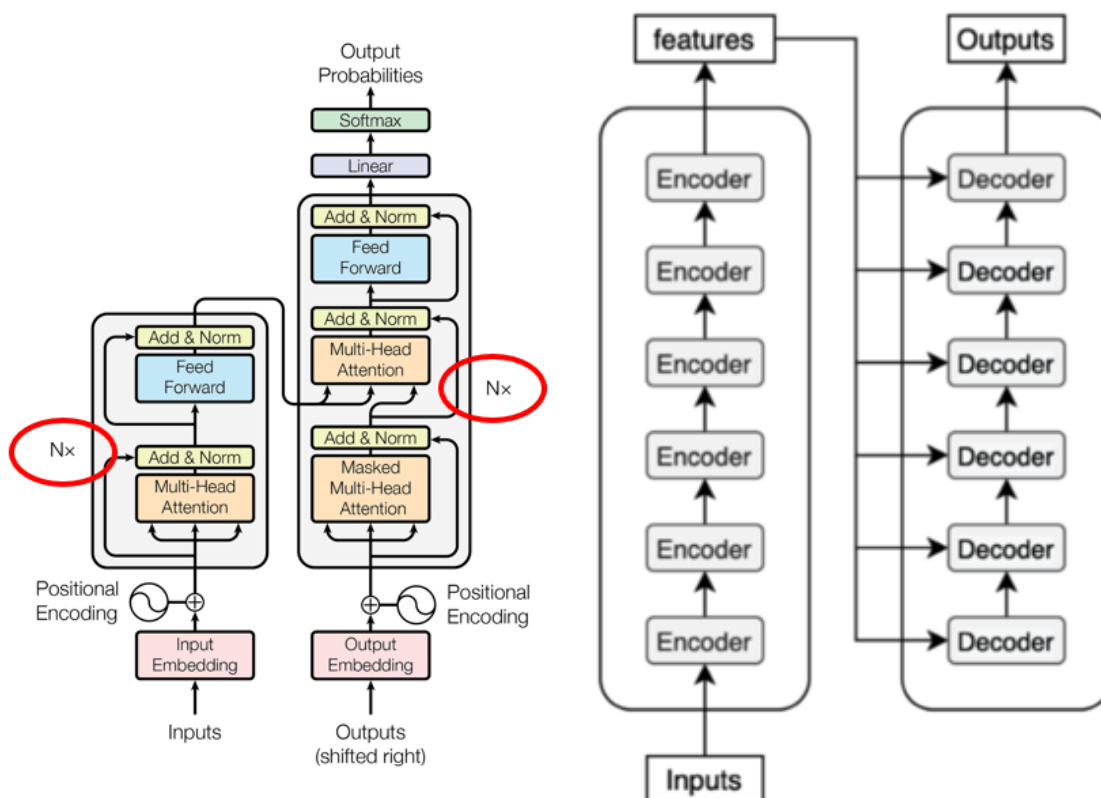 Output
Probabilities
Softmax
Linear
Add & Norm
Feed
Forward
Add & Norm
Multi-Head
Attention
N×
Add & Norm
Masked
Multi-Head
Attention
Add & Norm
Feed
Forward
N×
Add & Norm
Multi-Head
Attention
Positional
Encoding
Positional
Encoding
Input
Embedding
Output
Embedding
Inputs
Outputs
(shifted right)
features
Outputs
Encoder
Encoder
Encoder
Encoder
Encoder
Encoder
Decoder
Decoder
Decoder
Decoder
Decoder
Decoder
Inputs